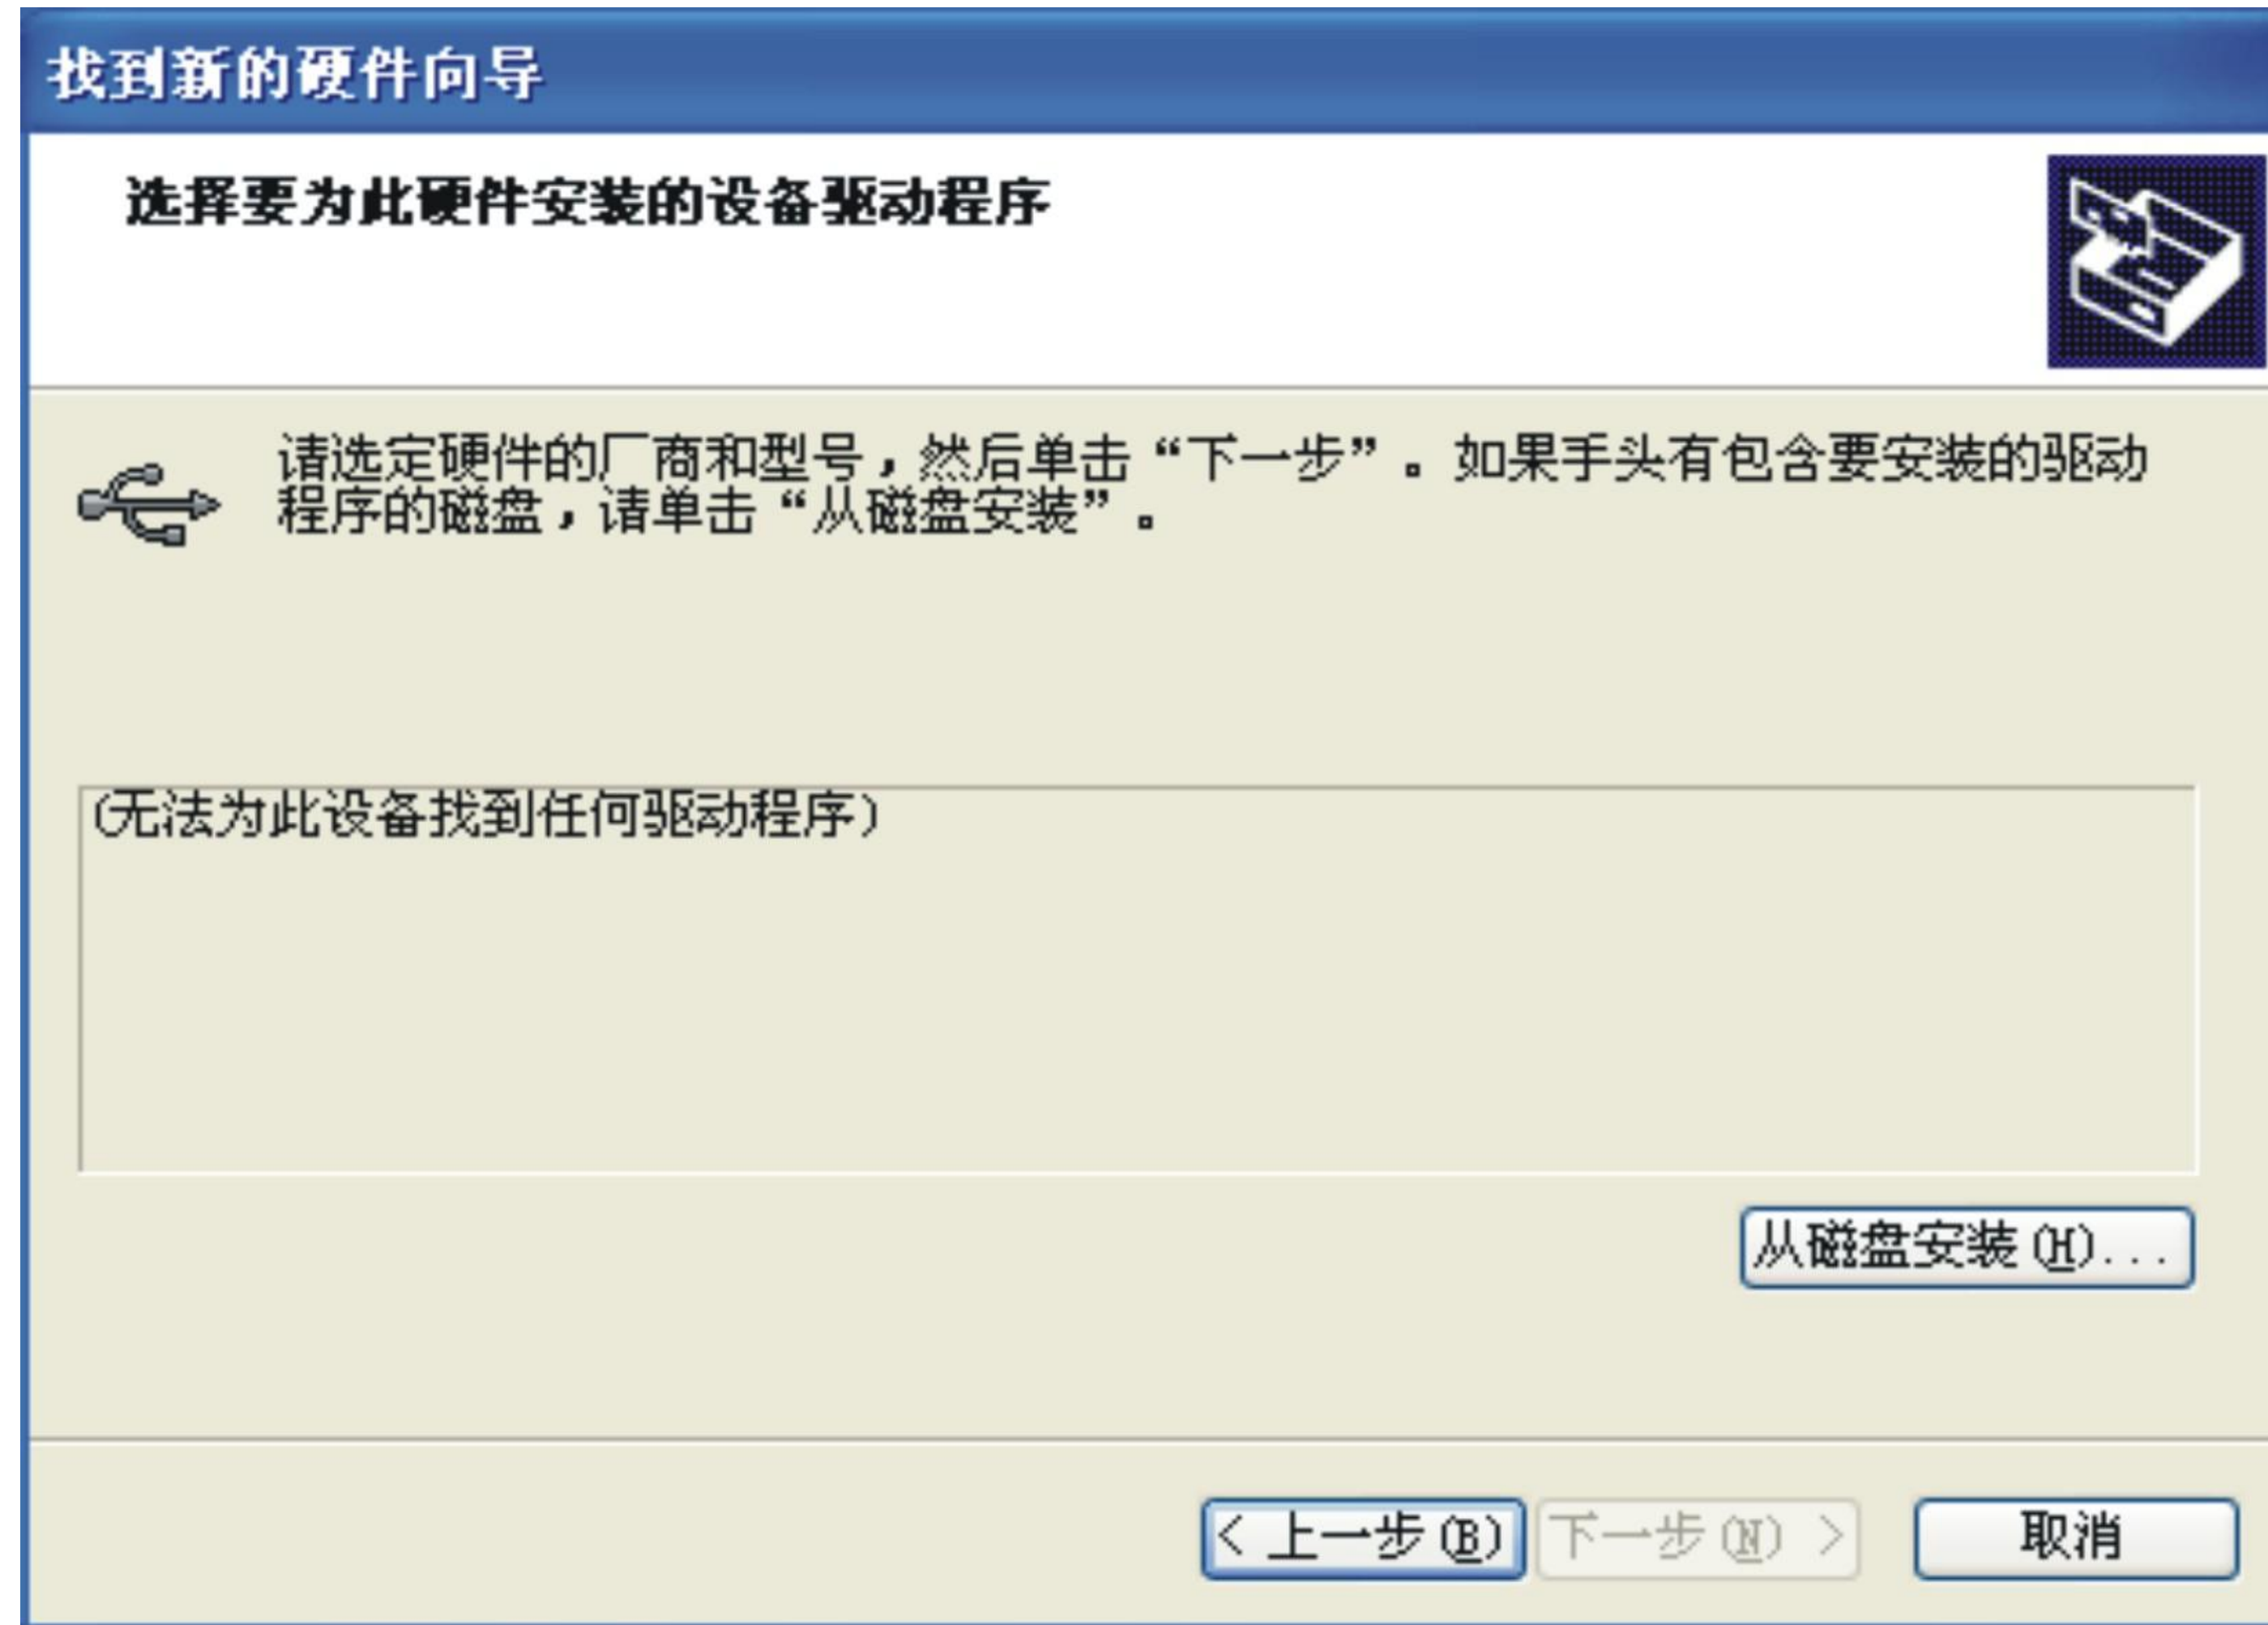 找到新的硬件向导
选择要为此硬件安装的设备驱动程序
请选定硬件的厂商和型号，然后单击“下一步”。如果手头有包含要安装的驱动
程序的磁盘，请单击“从磁盘安装”。
(无法为此设备找到任何驱动程序)
从磁盘安装(H)...
< 上一步(B) 下一步(N) > 取消